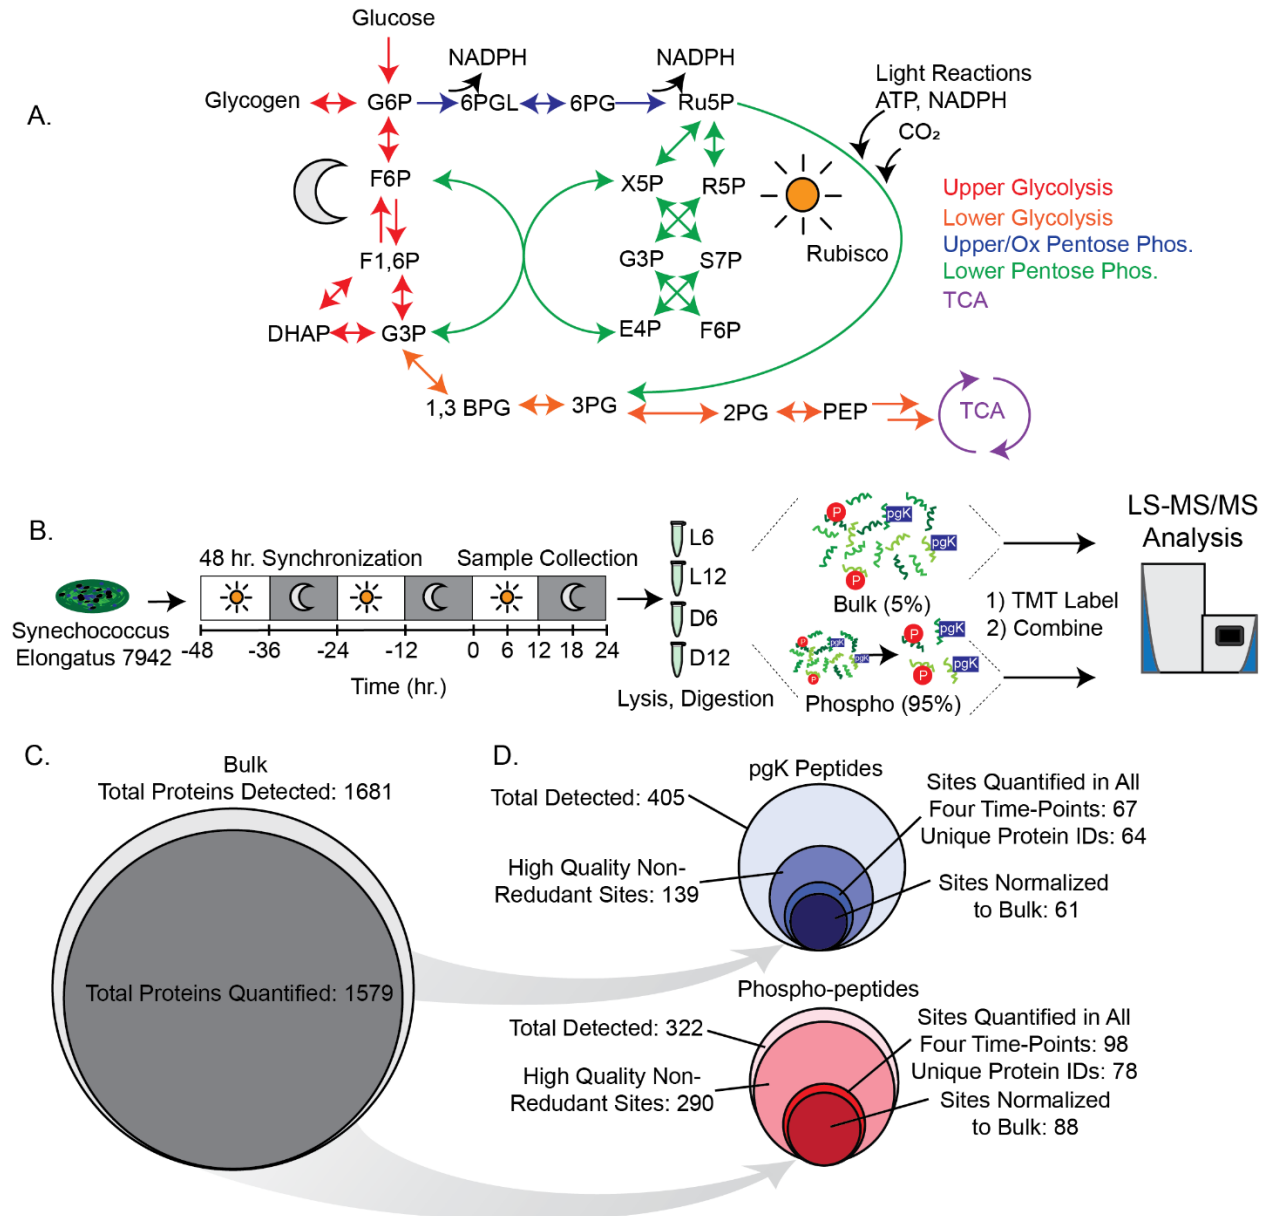 A.
Glucose
NADPH
NADPH
Glycogen
G6P
6PGL
6PG
Ru5P
Light Reactions
ATP, NADPH
CO₂
F6P
X5P
R5P
Rubisco
F1,6P
G3P
S7P
DHAP
G3P
E4P
F6P
1,3 BPG
3PG
2PG
PEP
TCA
Upper Glycolysis
Lower Glycolysis
Upper/Ox Pentose Phos.
Lower Pentose Phos.
TCA
B.
Synechococcus
Elongatus 7942
48 hr. Synchronization
Sample Collection
-48
-36
-24
-12
0
6
12
18
24
Time (hr.)
L6
L12
D6
D12
Lysis, Digestion
P
pgK
pgK
P
Bulk (5%)
P
pgK
pgK
P
P
pgK
pgK
P
Phospho (95%)
1) TMT Label
2) Combine
LS-MS/MS
Analysis
C.
Bulk
Total Proteins Detected: 1681
Total Proteins Quantified: 1579
D.
pgK Peptides
Total Detected: 405
High Quality Non-
Redudant Sites: 139
Sites Quantified in All
Four Time-Points: 67
Unique Protein IDs: 64
Sites Normalized
to Bulk: 61
Phospho-peptides
Total Detected: 322
High Quality Non-
Redudant Sites: 290
Sites Quantified in All
Four Time-Points: 98
Unique Protein IDs: 78
Sites Normalized
to Bulk: 88